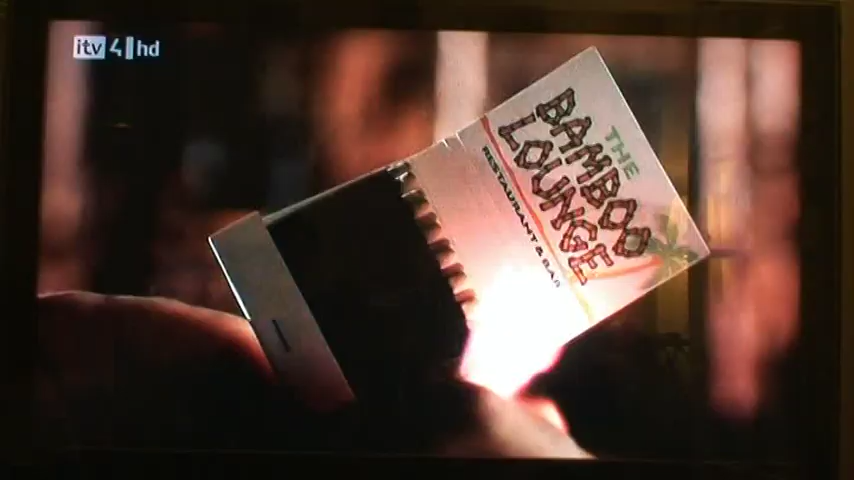 itv 4 hd
THE
BAMBOO
LOUNGE
RESTAURANT & BAR